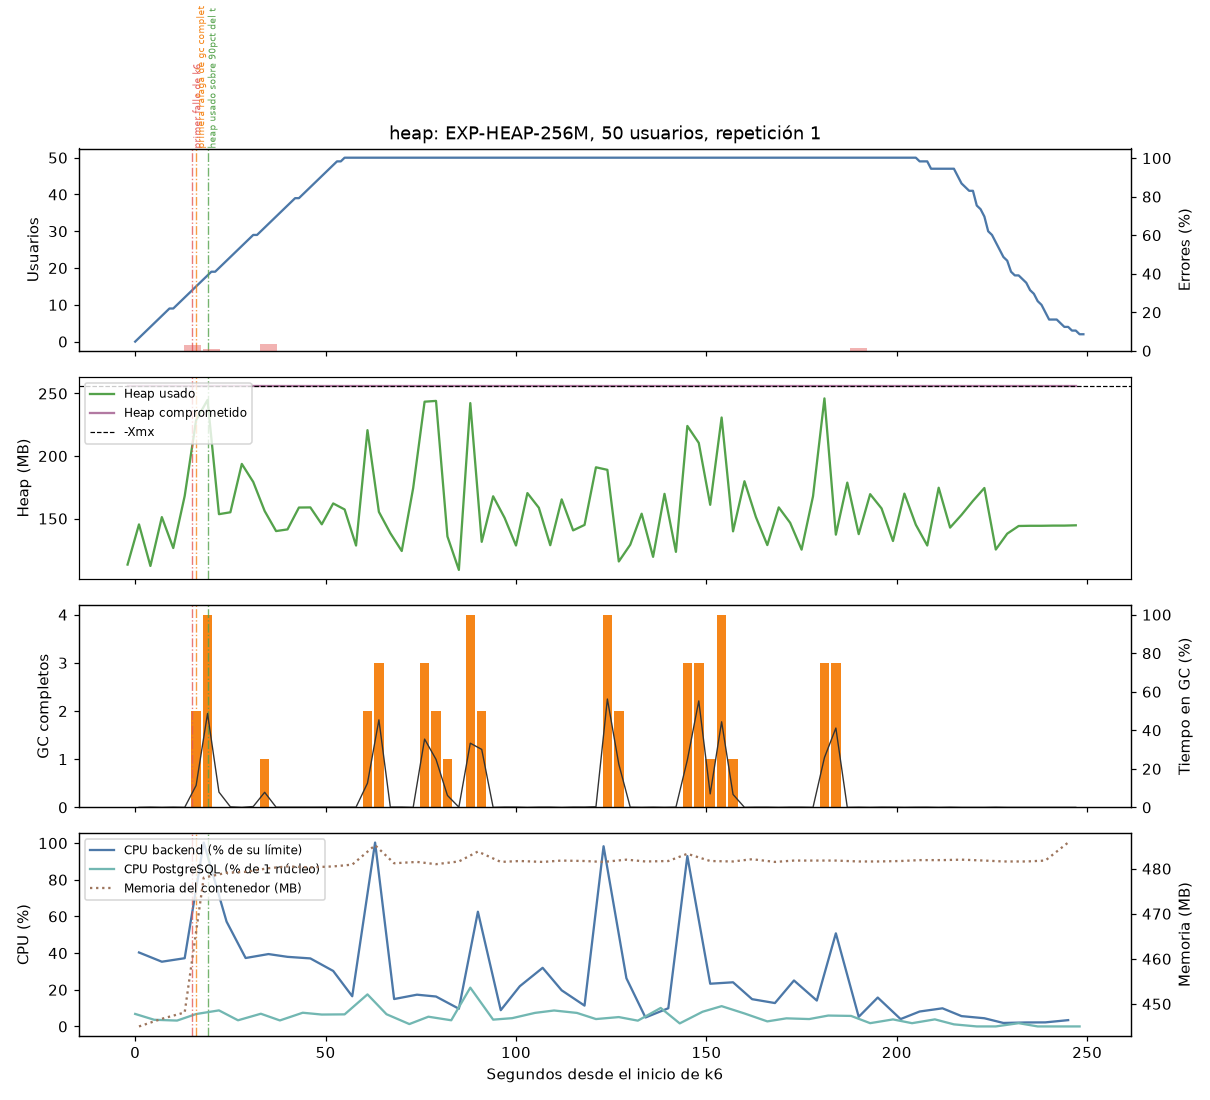 primer fallo de k6
primera rafaga de gc complet
heap usado sobre 90pct del t
heap: EXP-HEAP-256M, 50 usuarios, repetición 1
Usuarios
50
40
30
20
10
0
Errores (%)
100
80
60
40
20
0
Heap (MB)
250
200
150
Heap usado
Heap comprometido
-Xmx
GC completos
4
3
2
1
0
Tiempo en GC (%)
100
80
60
40
20
0
CPU (%)
100
80
60
40
20
0
CPU backend (% de su límite)
CPU PostgreSQL (% de 1 núcleo)
Memoria del contenedor (MB)
Memoria (MB)
480
470
460
450
0 50 100 150 200 250
Segundos desde el inicio de k6